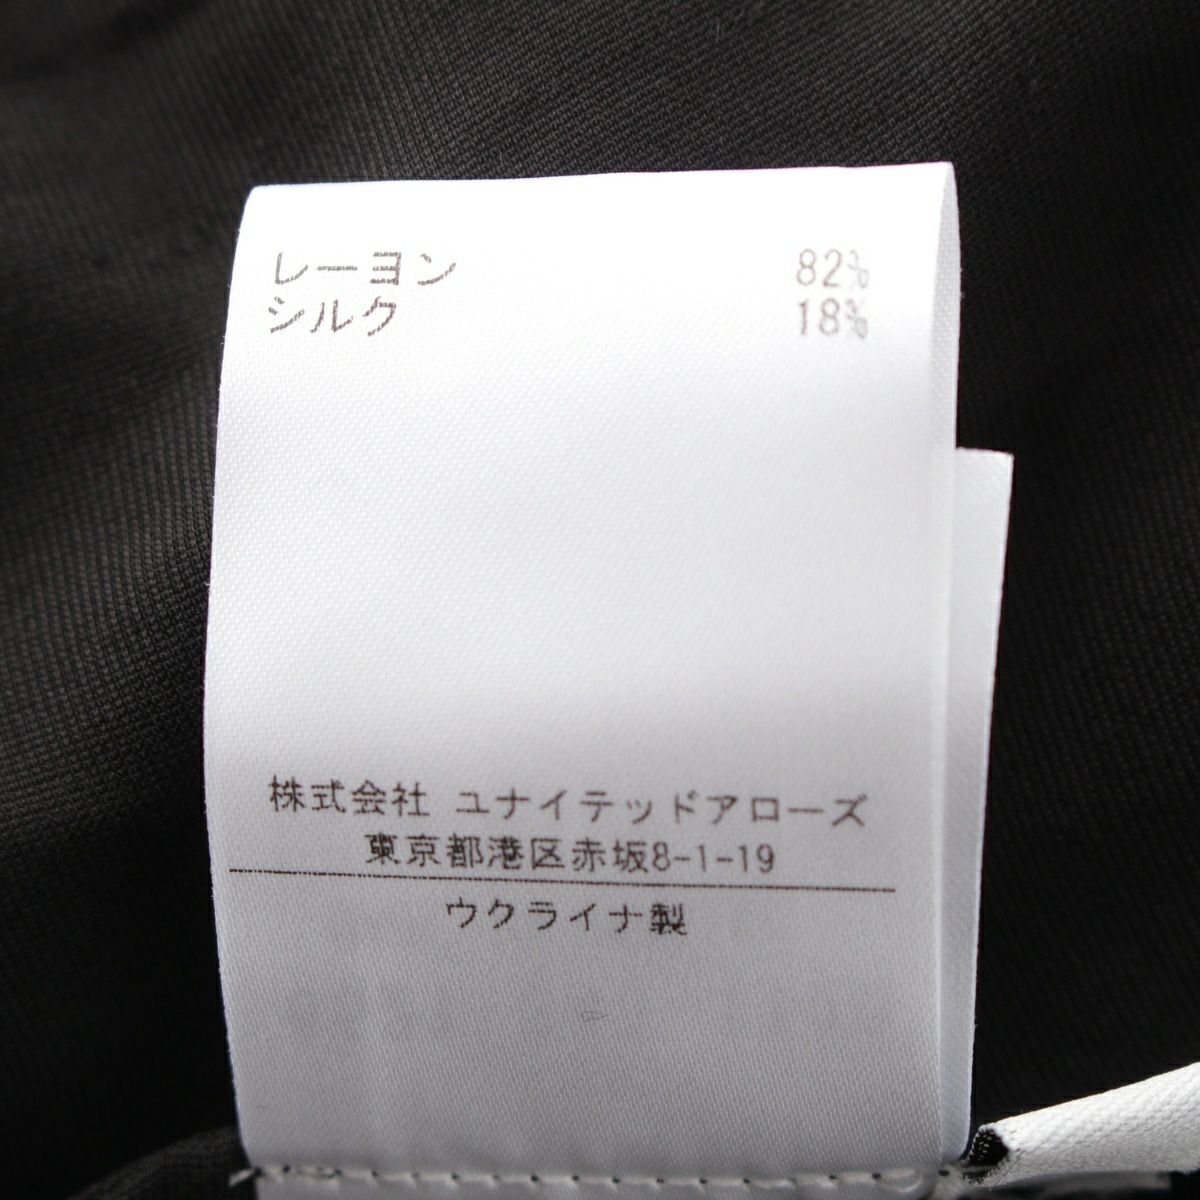 レーヨン 82%
シルク 18%
株式会社 ユナイテッドアローズ
東京都港区赤坂8-1-19
ウクライナ製